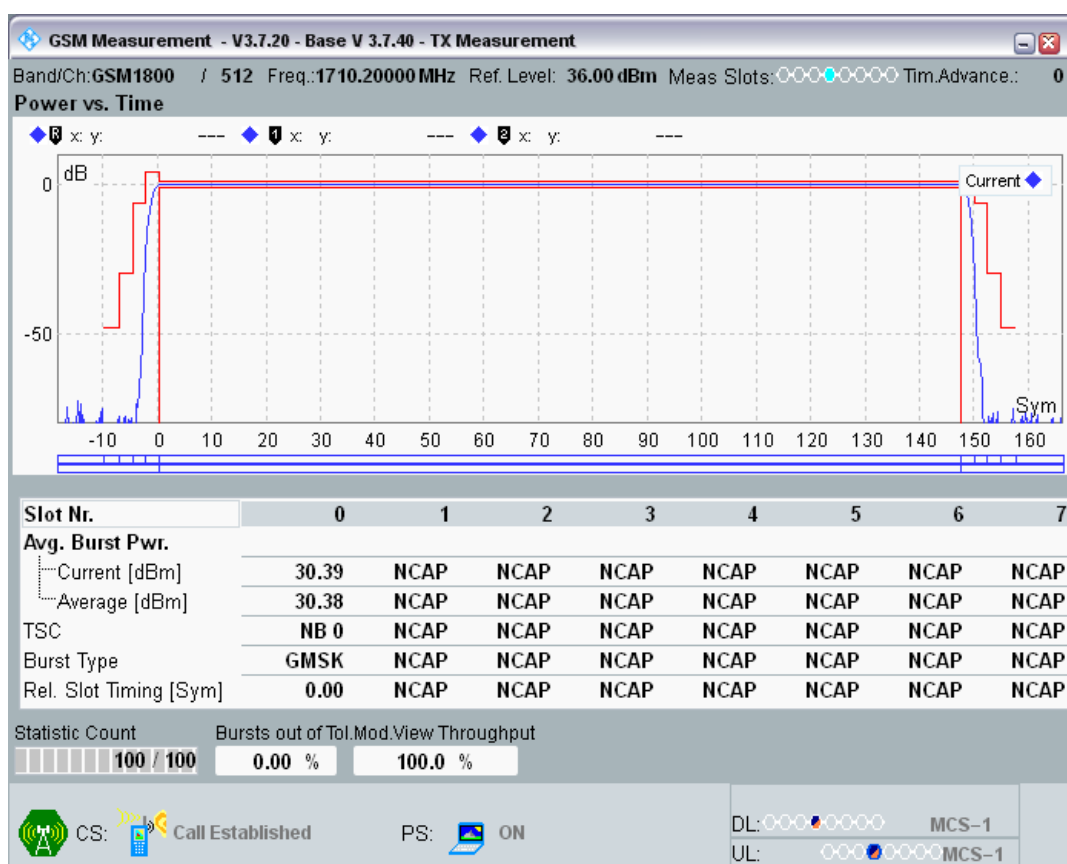 GSM Measurement - V3.7.20 - Base V 3.7.40 - TX Measurement
Band/Ch:GSM1800 / 512 Freq.:1710.20000 MHz Ref. Level: 36.00 dBm Meas Slots: Tim.Advance.: 0
Power vs. Time
R x: y: --- 1 x: y: --- 2 x: y: ---
dB
Current
0
-50
Sym
-10 0 10 20 30 40 50 60 70 80 90 100 110 120 130 140 150 160
Slot Nr. 0 1 2 3 4 5 6 7
Avg. Burst Pwr.
Current [dBm] 30.39 NCAP NCAP NCAP NCAP NCAP NCAP NCAP
Average [dBm] 30.38 NCAP NCAP NCAP NCAP NCAP NCAP NCAP
TSC NB 0 NCAP NCAP NCAP NCAP NCAP NCAP NCAP
Burst Type GMSK NCAP NCAP NCAP NCAP NCAP NCAP NCAP
Rel. Slot Timing [Sym] 0.00 NCAP NCAP NCAP NCAP NCAP NCAP NCAP
Statistic Count Bursts out of Tol. Mod.View Throughput
100 / 100 0.00 % 100.0 %
CS: Call Established PS: ON
DL: MCS-1
UL: MCS-1